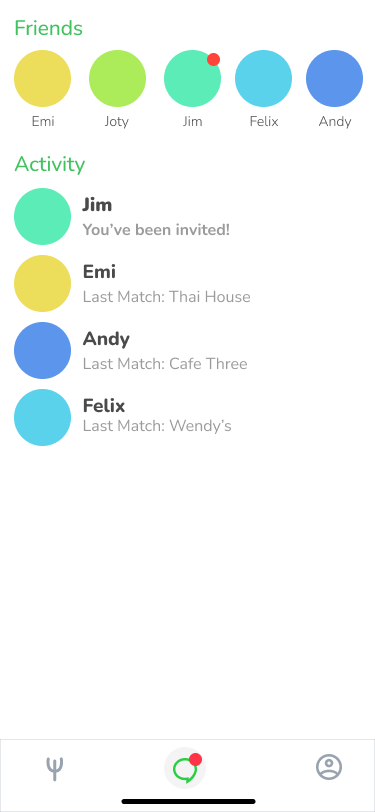 Friends
Emi Joty Jim Felix Andy
Activity
Jim
You’ve been invited!
Emi
Last Match: Thai House
Andy
Last Match: Cafe Three
Felix
Last Match: Wendy’s